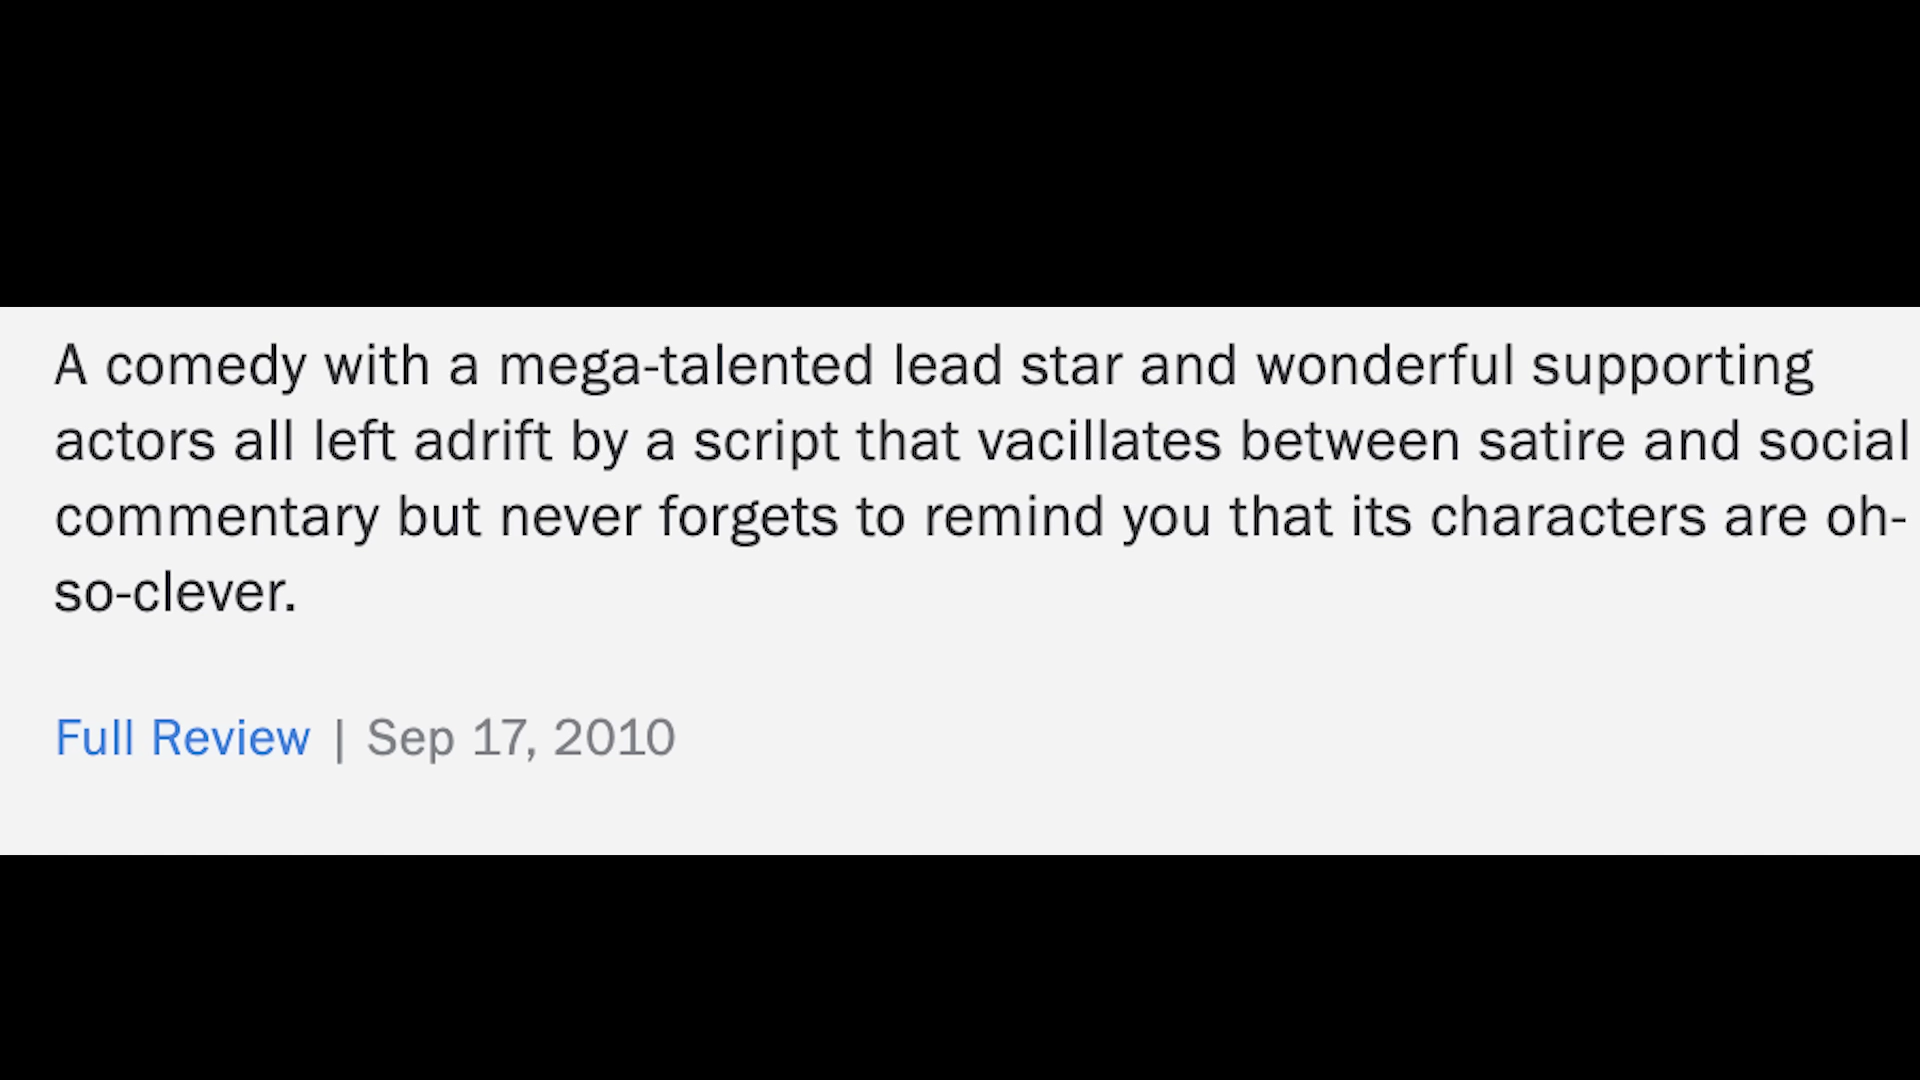 A comedy with a mega-talented lead star and wonderful supporting
actors all left adrift by a script that vacillates between satire and social
commentary but never forgets to remind you that its characters are oh-
so-clever.
Full Review | Sep 17, 2010